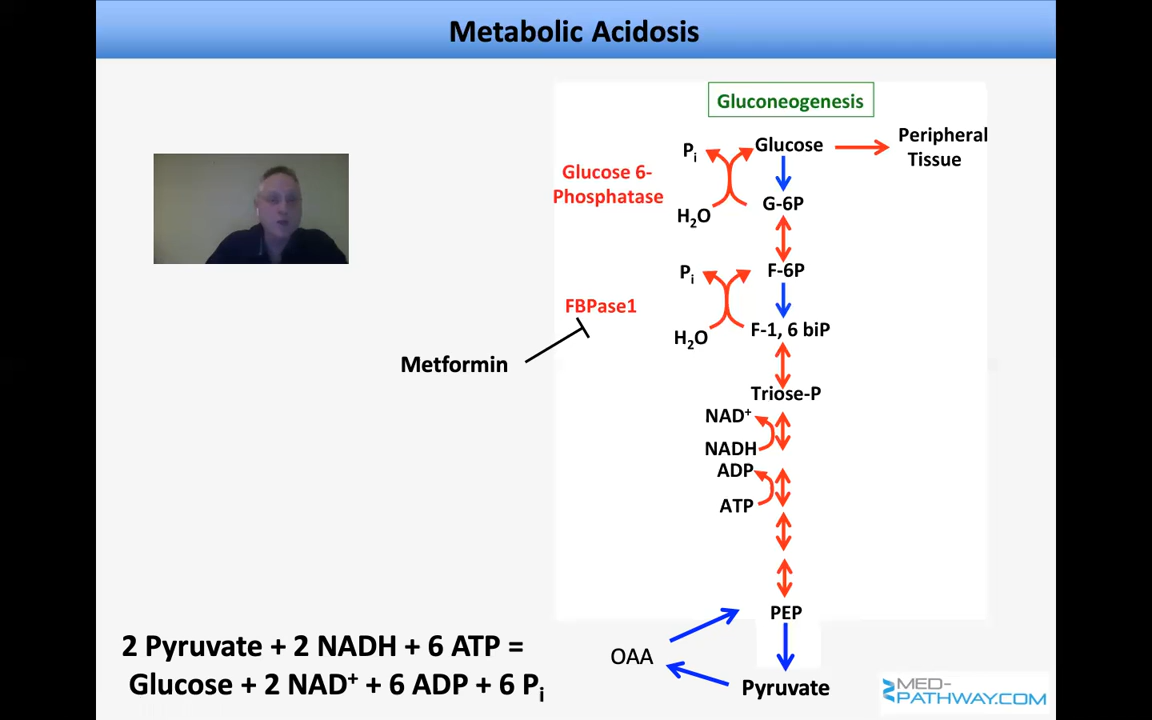 Metabolic Acidosis
Gluconeogenesis
Glucose
Peripheral
Tissue
Pi
Glucose 6-
Phosphatase
H2O
G-6P
Pi
F-6P
FBPase1
H2O
F-1, 6 biP
Metformin
Triose-P
NAD+
NADH
ADP
ATP
PEP
OAA
Pyruvate
2 Pyruvate + 2 NADH + 6 ATP =
Glucose + 2 NAD+ + 6 ADP + 6 Pi
MED-
PATHWAY.COM